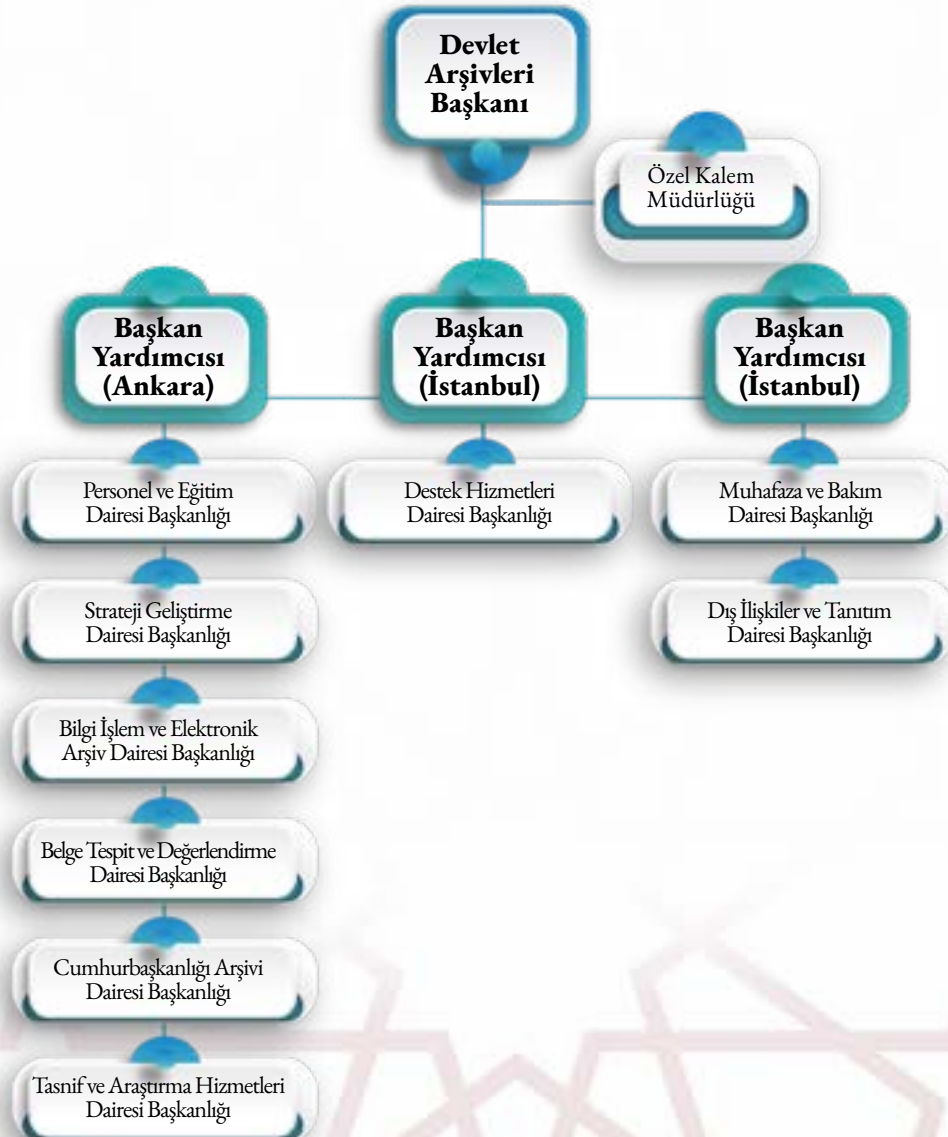 Devlet
Arşivleri
Başkanı
Özel Kalem
Müdürlüğü
Başkan
Yardımcısı
(Ankara)
Başkan
Yardımcısı
(İstanbul)
Başkan
Yardımcısı
(İstanbul)
Personel ve Eğitim
Dairesi Başkanlığı
Destek Hizmetleri
Dairesi Başkanlığı
Muhafaza ve Bakım
Dairesi Başkanlığı
Strateji Geliştirme
Dairesi Başkanlığı
Dış İlişkiler ve Tanıtım
Dairesi Başkanlığı
Bilgi İşlem ve Elektronik
Arşiv Dairesi Başkanlığı
Belge Tespit ve Değerlendirme
Dairesi Başkanlığı
Cumhurbaşkanlığı Arşivi
Dairesi Başkanlığı
Tasnif ve Araştırma Hizmetleri
Dairesi Başkanlığı